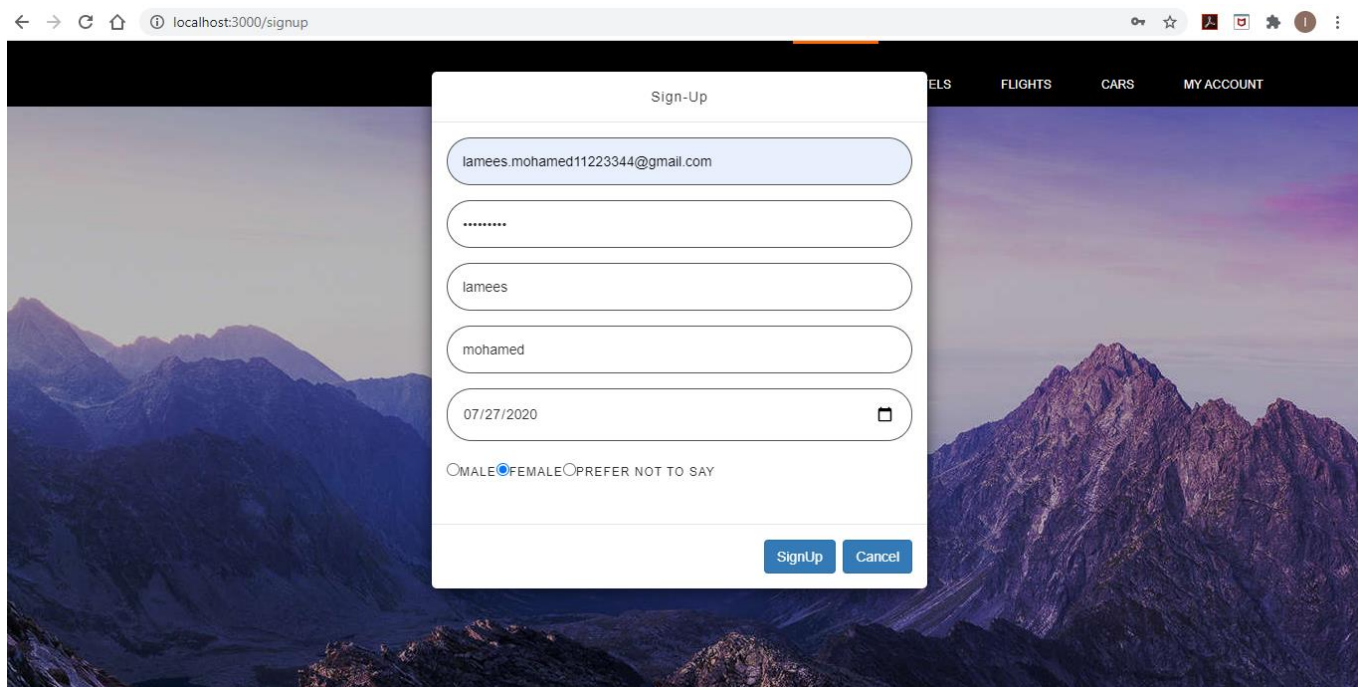 localhost:3000/signup
ELS FLIGHTS CARS MY ACCOUNT
Sign-Up
lamees.mohamed11223344@gmail.com
•••••••••
lamees
mohamed
07/27/2020
MALE FEMALE PREFER NOT TO SAY
SignUp Cancel